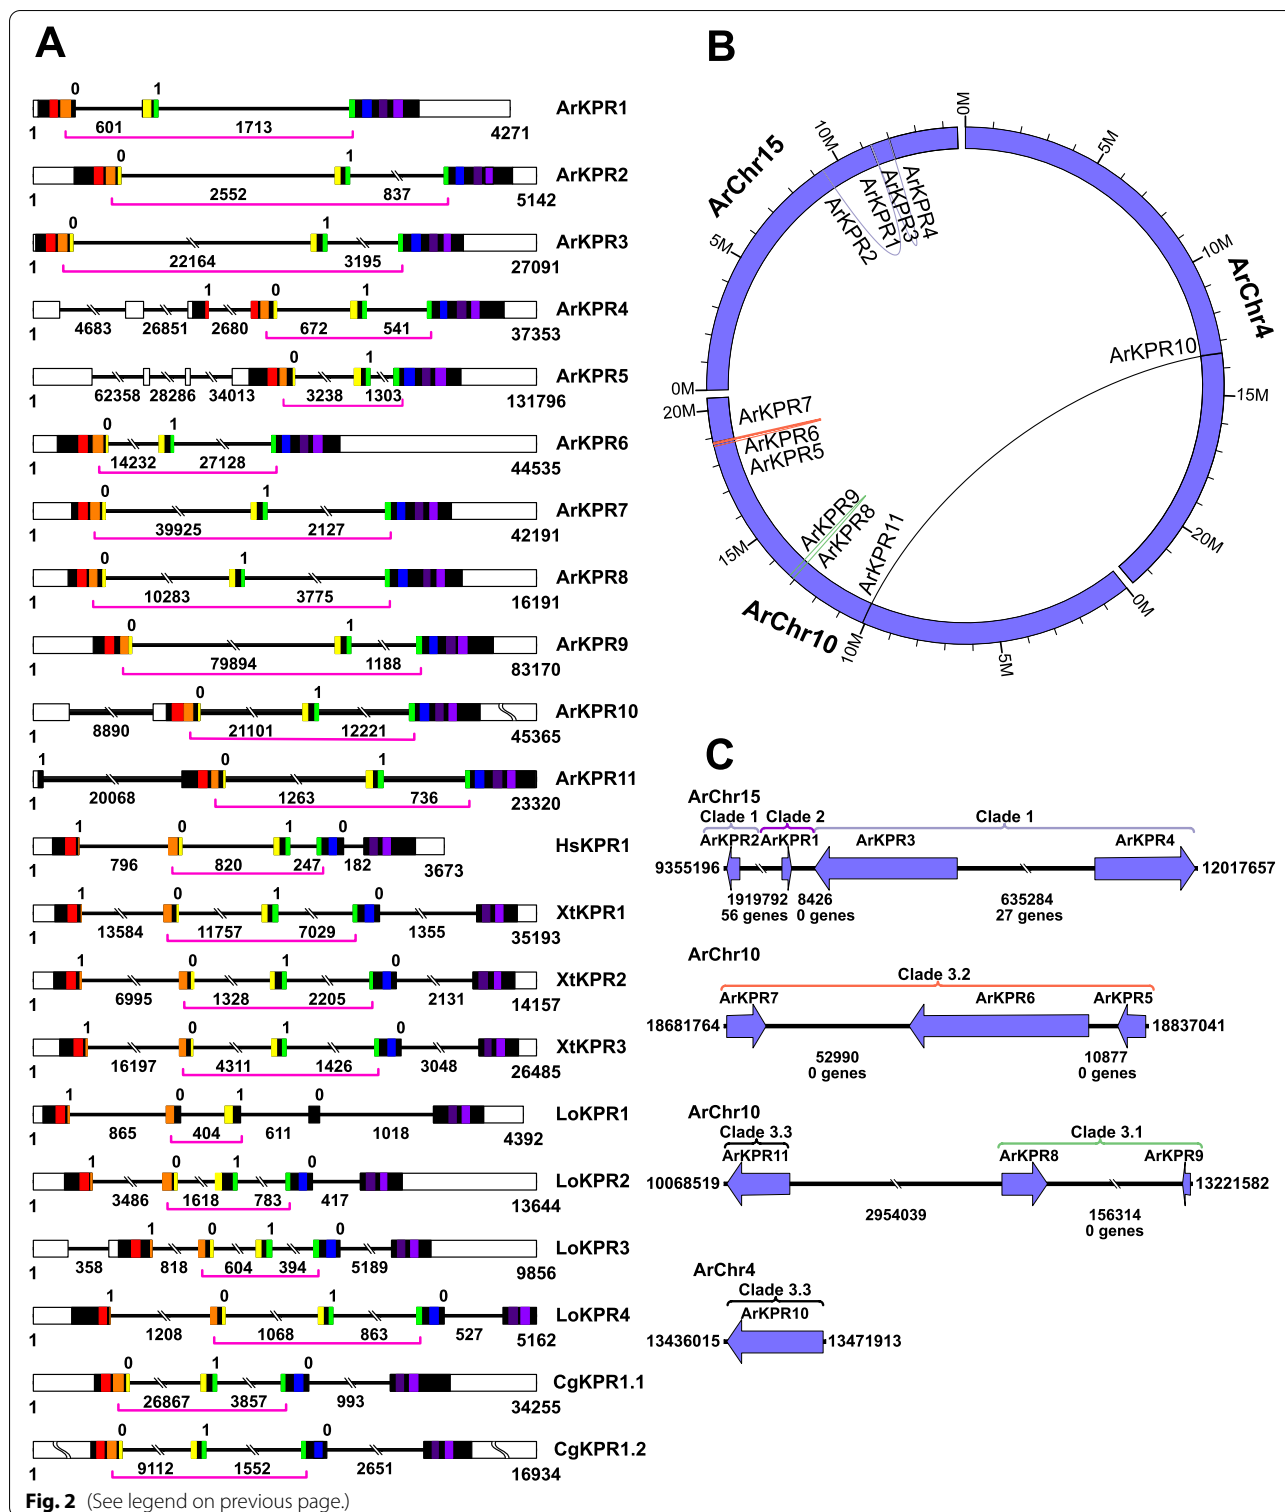 A
0 1
ArKPR1
1 601 1713 4271
0 1
ArKPR2
1 2552 837 5142
0 1
ArKPR3
1 22164 3195 27091
1 0 1
ArKPR4
1 4683 26851 2680 672 541 37353
0 1
ArKPR5
1 62358 28286 34013 3238 1303 131796
0 1
ArKPR6
1 14232 27128 44535
0 1
ArKPR7
1 39925 2127 42191
0 1
ArKPR8
1 10283 3775 16191
0 1
ArKPR9
1 79894 1188 83170
0 1
ArKPR10
1 8890 21101 12221 45365
1 0 1
ArKPR11
1 20068 1263 736 23320
1 0 1 0
HsKPR1
1 796 820 247 182 3673
1 0 1 0
XtKPR1
1 13584 11757 7029 1355 35193
1 0 1 0
XtKPR2
1 6995 1328 2205 2131 14157
1 0 1 0
XtKPR3
1 16197 4311 1426 3048 26485
1 0 1 0
LoKPR1
1 865 404 611 1018 4392
1 0 1 0
LoKPR2
1 3486 1618 783 417 13644
1 0 1 0
LoKPR3
1 358 818 604 394 5189 9856
1 0 1 0
LoKPR4
1 1208 1068 863 527 5162
0 1 0
CgKPR1.1
1 26867 3857 993 34255
0 1 0
CgKPR1.2
1 9112 1552 2651 16934
B
ArChr15
0M
5M
10M
ArKPR2
ArKPR1
ArKPR3
ArKPR4
ArChr4
0M
5M
10M
15M
20M
ArKPR10
ArChr10
0M
5M
10M
15M
20M
ArKPR11
ArKPR8
ArKPR9
ArKPR5
ArKPR6
ArKPR7
C
ArChr15
Clade 1 Clade 2 Clade 1
ArKPR2 ArKPR1 ArKPR3 ArKPR4
9355196 12017657
1919792 8426 635284
56 genes 0 genes 27 genes
ArChr10
Clade 3.2
ArKPR7 ArKPR6 ArKPR5
18681764 18837041
52990 10877
0 genes 0 genes
ArChr10
Clade 3.3 Clade 3.1
ArKPR11 ArKPR8 ArKPR9
10068519 13221582
2954039 156314
0 genes
ArChr4
Clade 3.3
ArKPR10
13436015 13471913
Fig. 2 (See legend on previous page.)